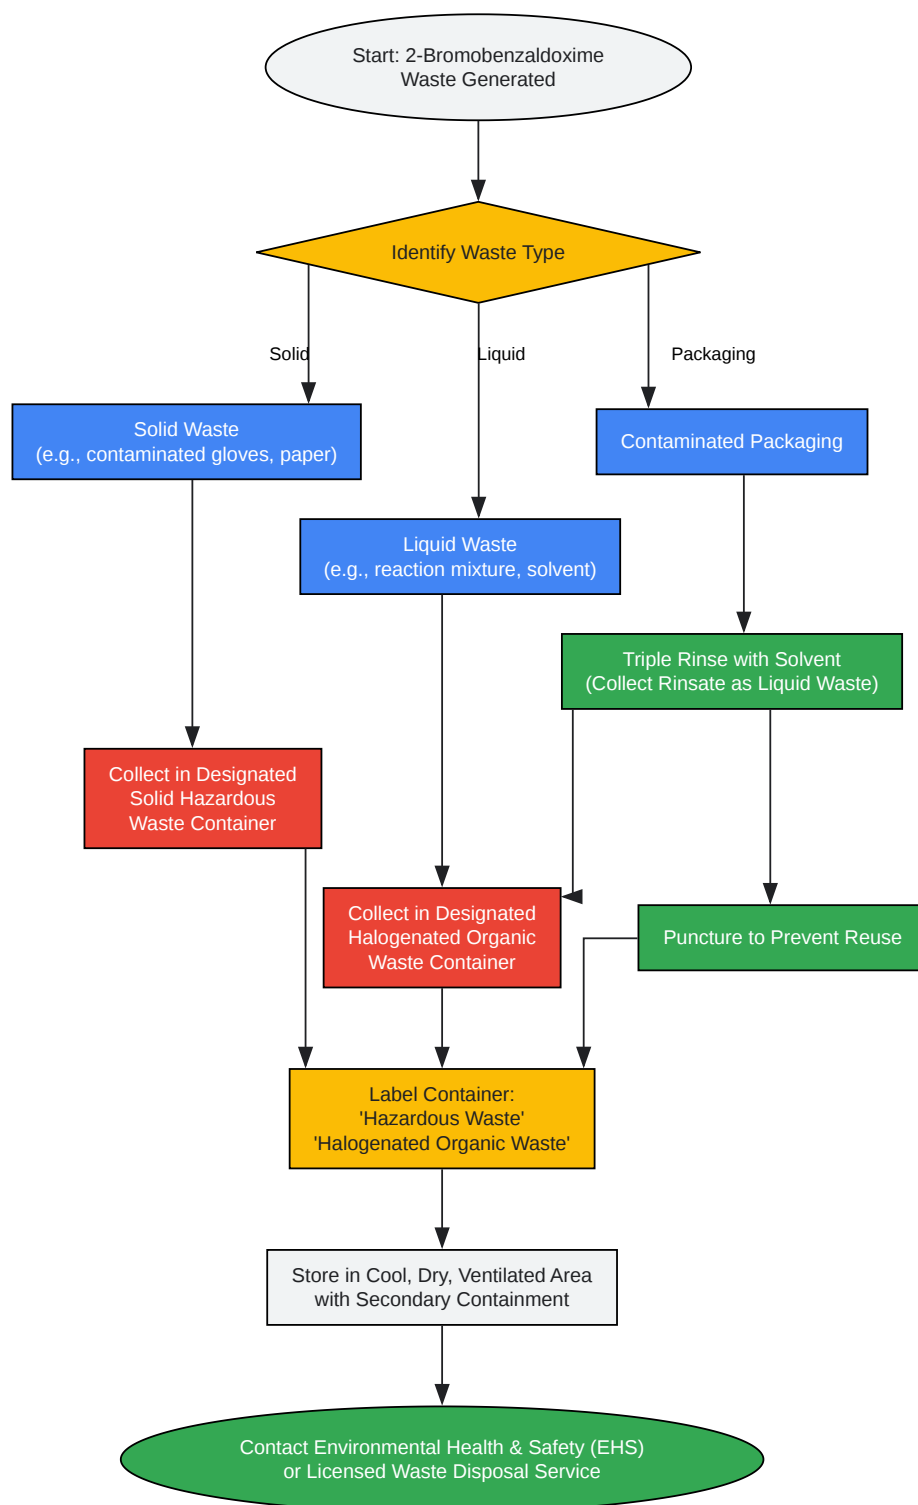 Start: 2-Bromobenzaldoxime
Waste Generated
Identify Waste Type
Solid
Liquid
Packaging
Solid Waste
(e.g., contaminated gloves, paper)
Contaminated Packaging
Liquid Waste
(e.g., reaction mixture, solvent)
Triple Rinse with Solvent
(Collect Rinsate as Liquid Waste)
Collect in Designated
Solid Hazardous
Waste Container
Collect in Designated
Halogenated Organic
Waste Container
Puncture to Prevent Reuse
Label Container:
'Hazardous Waste'
'Halogenated Organic Waste'
Store in Cool, Dry, Ventilated Area
with Secondary Containment
Contact Environmental Health & Safety (EHS)
or Licensed Waste Disposal Service